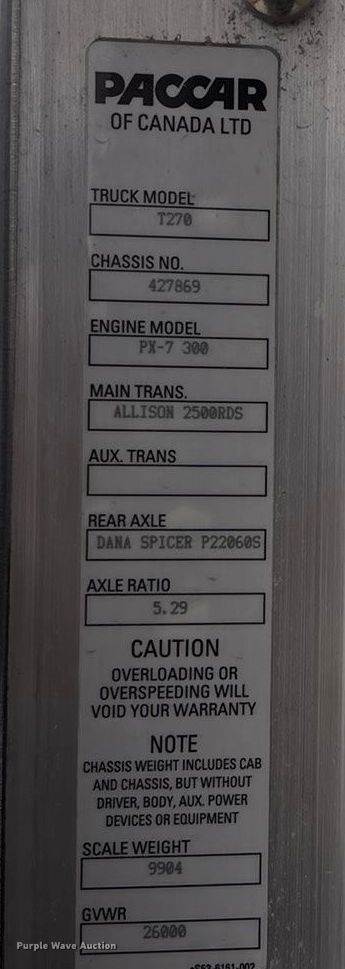 PACCAR
OF CANADA LTD
TRUCK MODEL
T270
CHASSIS NO.
427869
ENGINE MODEL
PX-7 300
MAIN TRANS.
ALLISON 2500RDS
AUX. TRANS
REAR AXLE
DANA SPICER P22060S
AXLE RATIO
5.29
CAUTION
OVERLOADING OR
OVERSPEEDING WILL
VOID YOUR WARRANTY
NOTE
CHASSIS WEIGHT INCLUDES CAB
AND CHASSIS, BUT WITHOUT
DRIVER, BODY, AUX. POWER
DEVICES OR EQUIPMENT
SCALE WEIGHT
9904
GVWR
26000
Purple Wave Auction